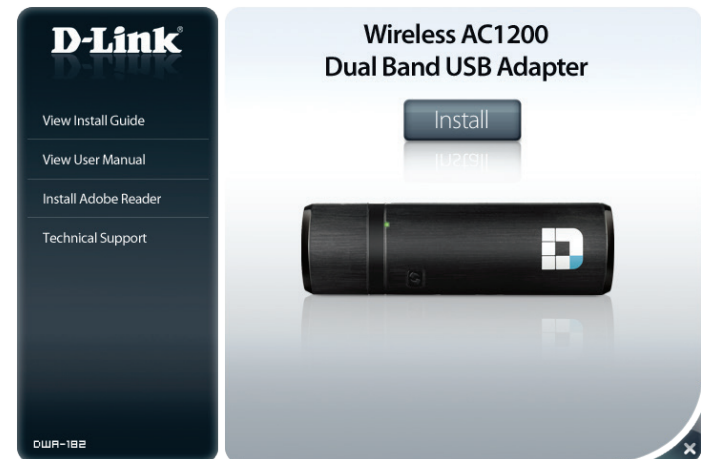 D-Link®
View Install Guide
View User Manual
Install Adobe Reader
Technical Support
DWA-182
Wireless AC1200
Dual Band USB Adapter
Install